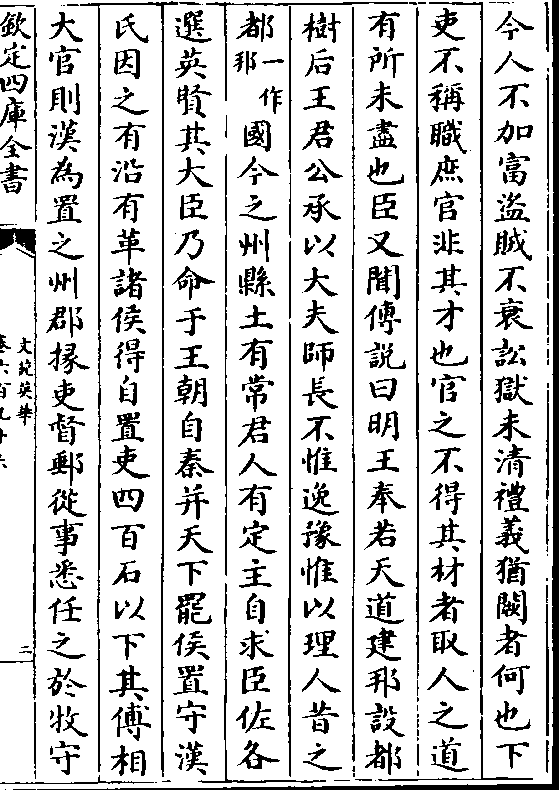 今人不加富盜賊不衰訟獄未清禮義猶闕者何也下
吏不稱職庶官非其才也官之不得其材者取人之道
有所未盡也臣又聞傅説曰明王奉若天道建邦設都
樹后王君公承以大夫師長不惟逸豫惟以理人昔之
都一作邦國今之州縣土有常君人有定主自求臣佐各
選英賢其大臣乃命于王朝自秦并天下罷侯置守漢
氏因之有沿有革諸侯得自置吏四百石以下其傅相
大官則漢為置之州郡掾吏督郵從事悉任之於牧守
欽定四庫全書
文苑英華
二